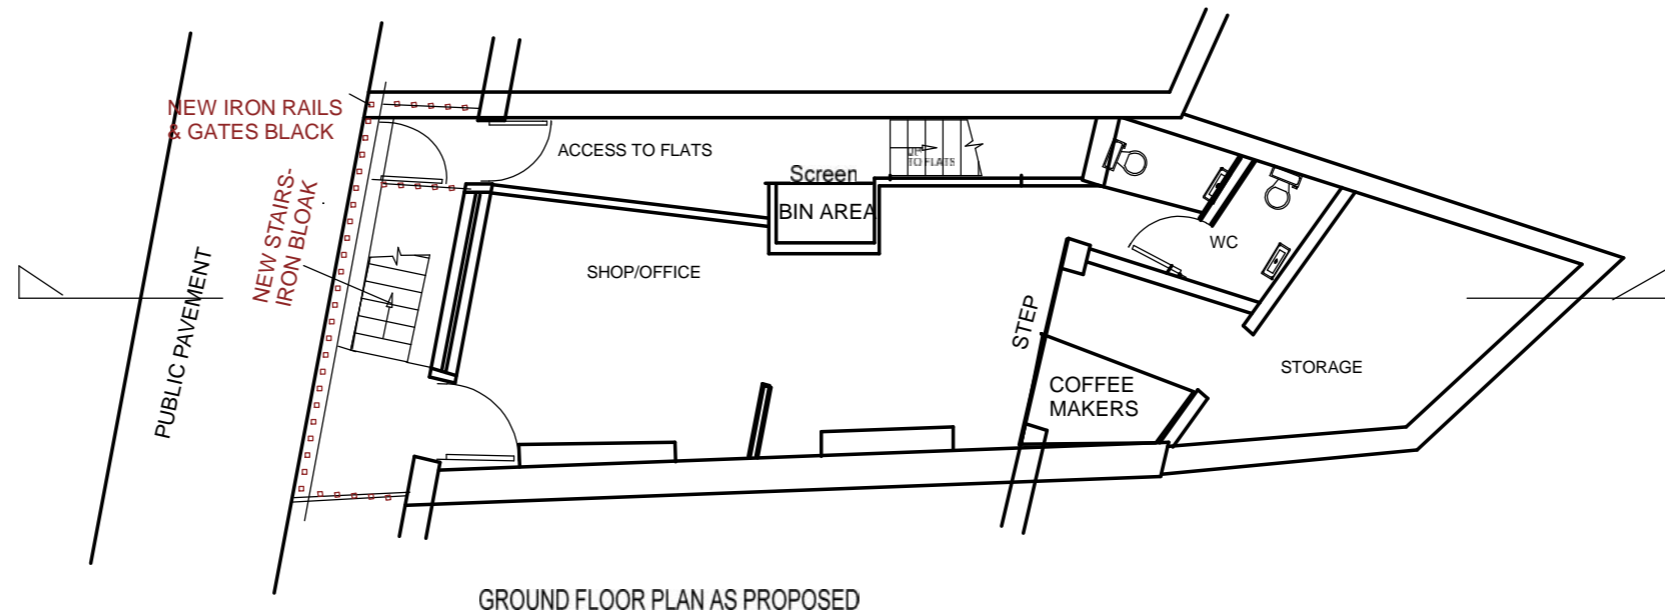 NEW IRON RAILS
& GATES BLACK
ACCESS TO FLATS
UP
TO FLATS
Screen
BIN AREA
NEW STAIRS-
IRON BLOAK
WC
SHOP/OFFICE
PUBLIC PAVEMENT
STEP
STORAGE
COFFEE
MAKERS
GROUND FLOOR PLAN AS PROPOSED